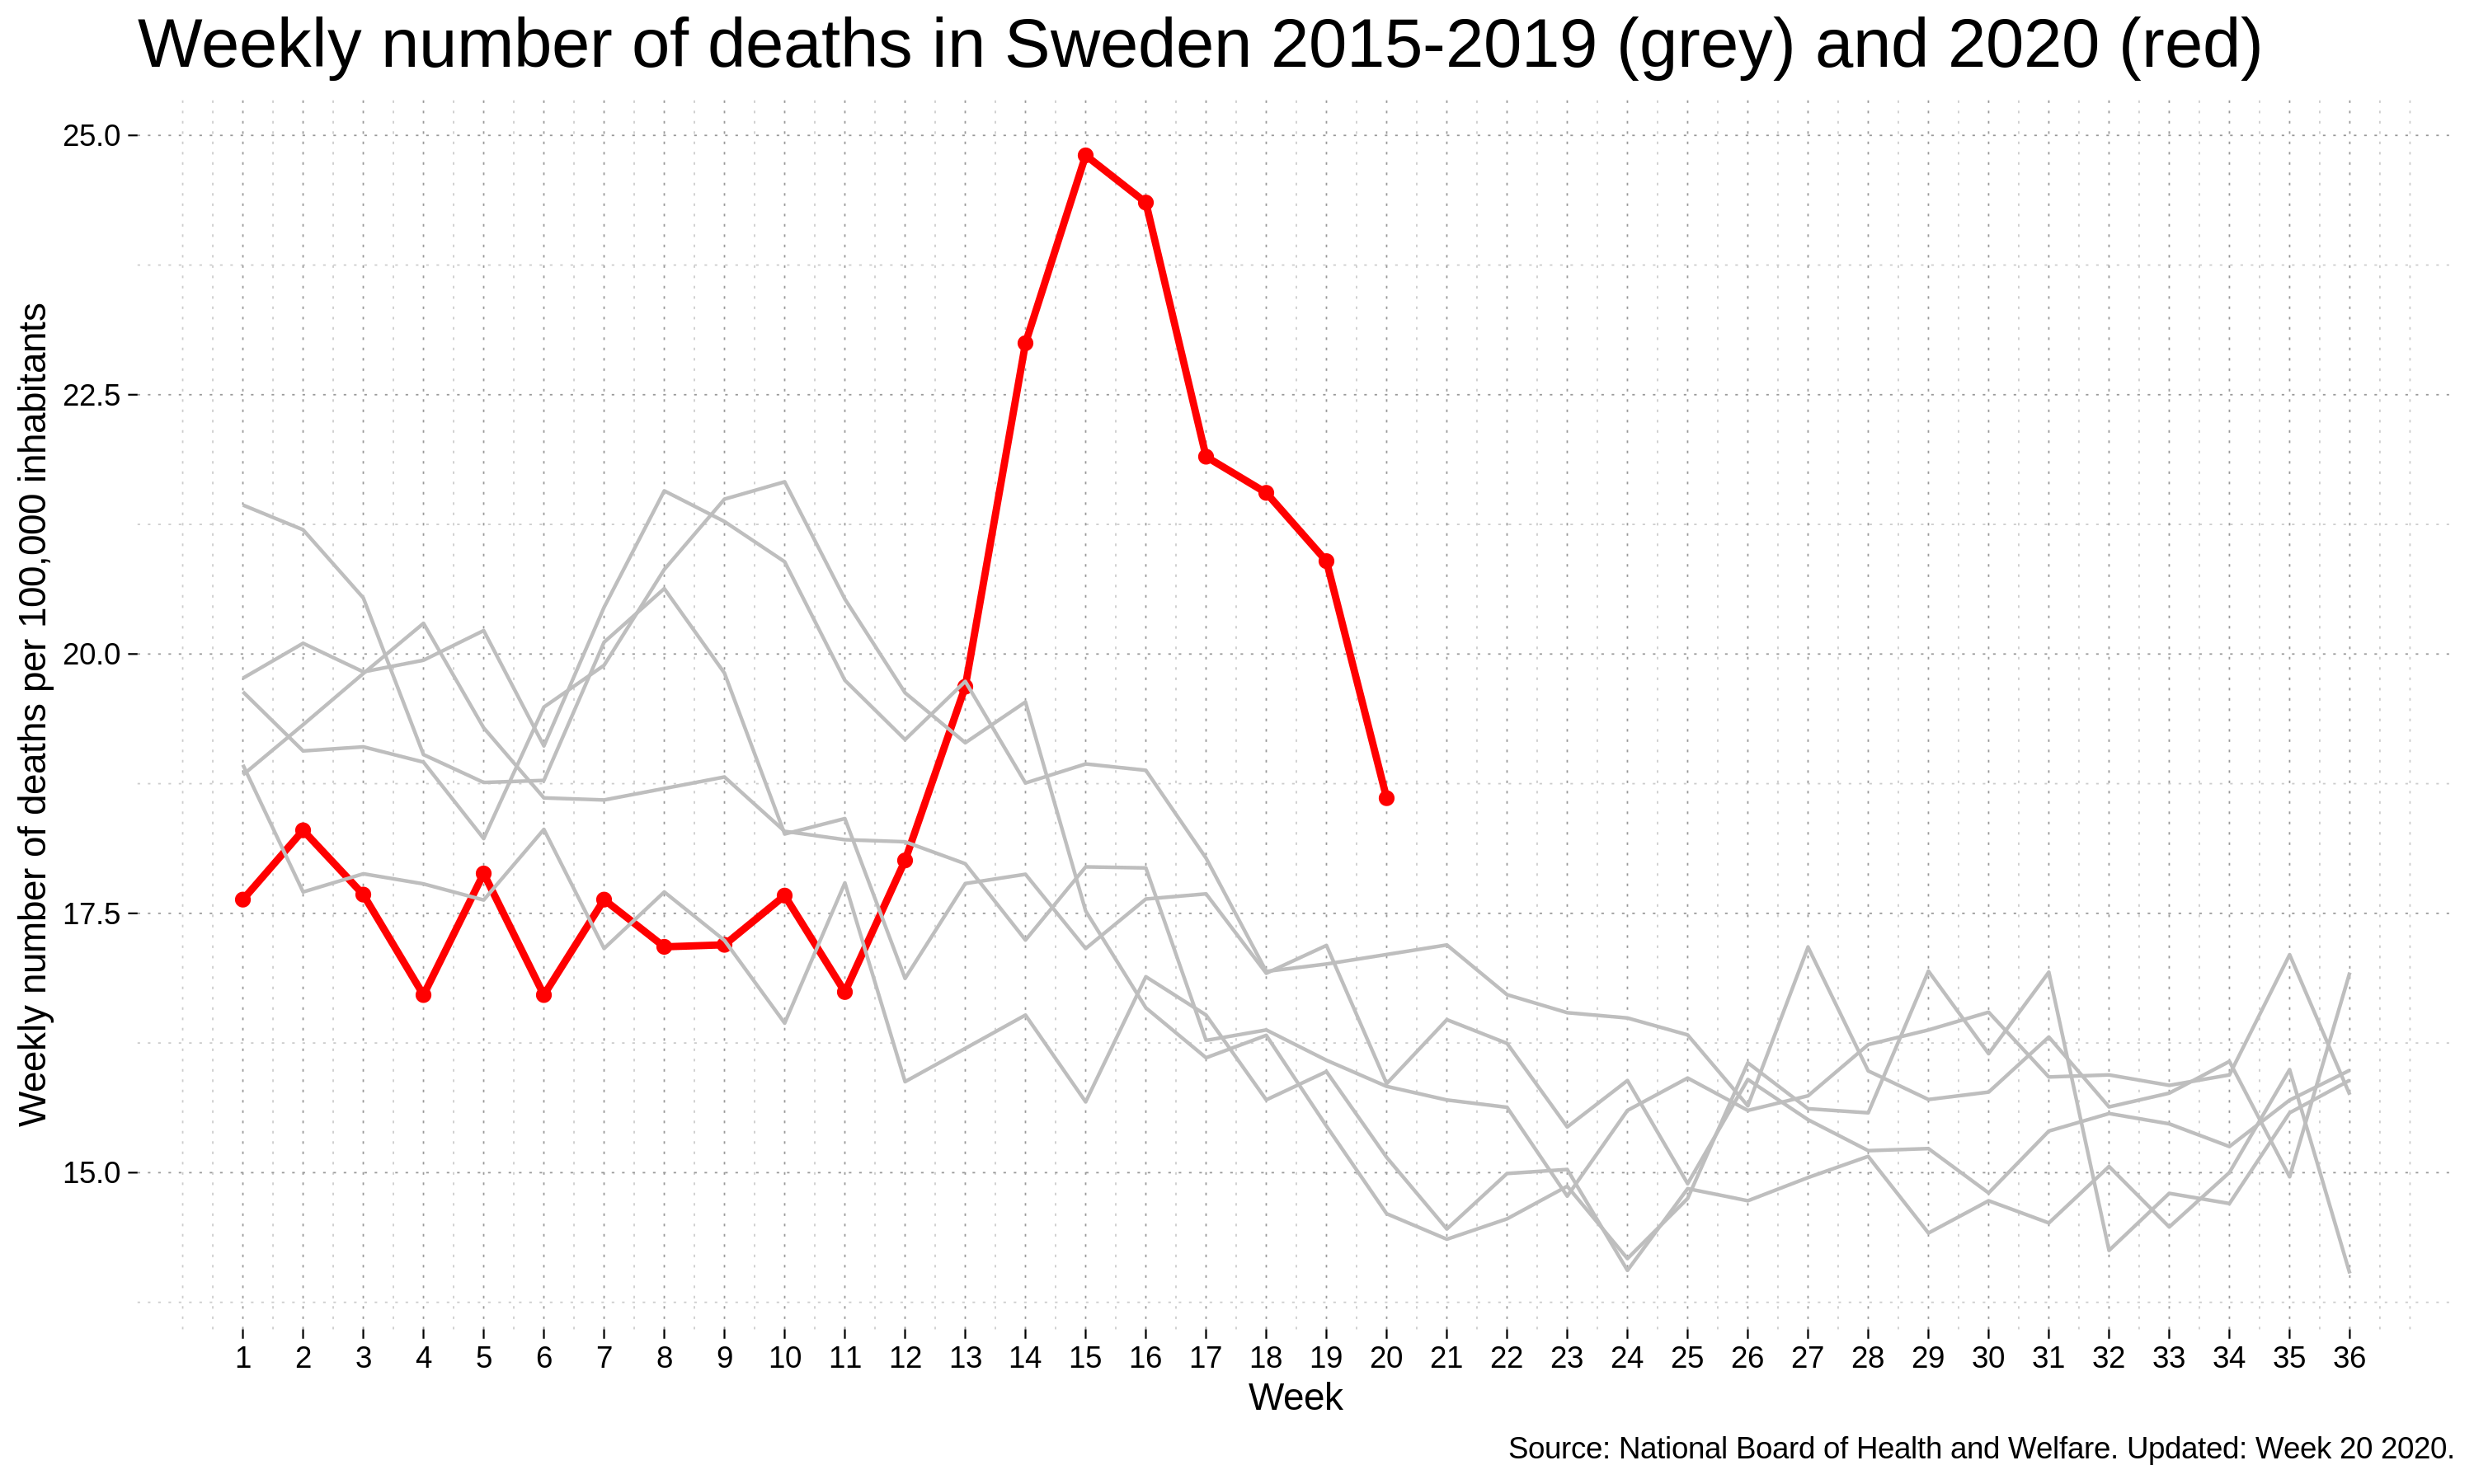 Weekly number of deaths in Sweden 2015-2019 (grey) and 2020 (red)
Weekly number of deaths per 100,000 inhabitants
25.0
22.5
20.0
17.5
15.0
1 2 3 4 5 6 7 8 9 10 11 12 13 14 15 16 17 18 19 20 21 22 23 24 25 26 27 28 29 30 31 32 33 34 35 36
Week
Source: National Board of Health and Welfare. Updated: Week 20 2020.